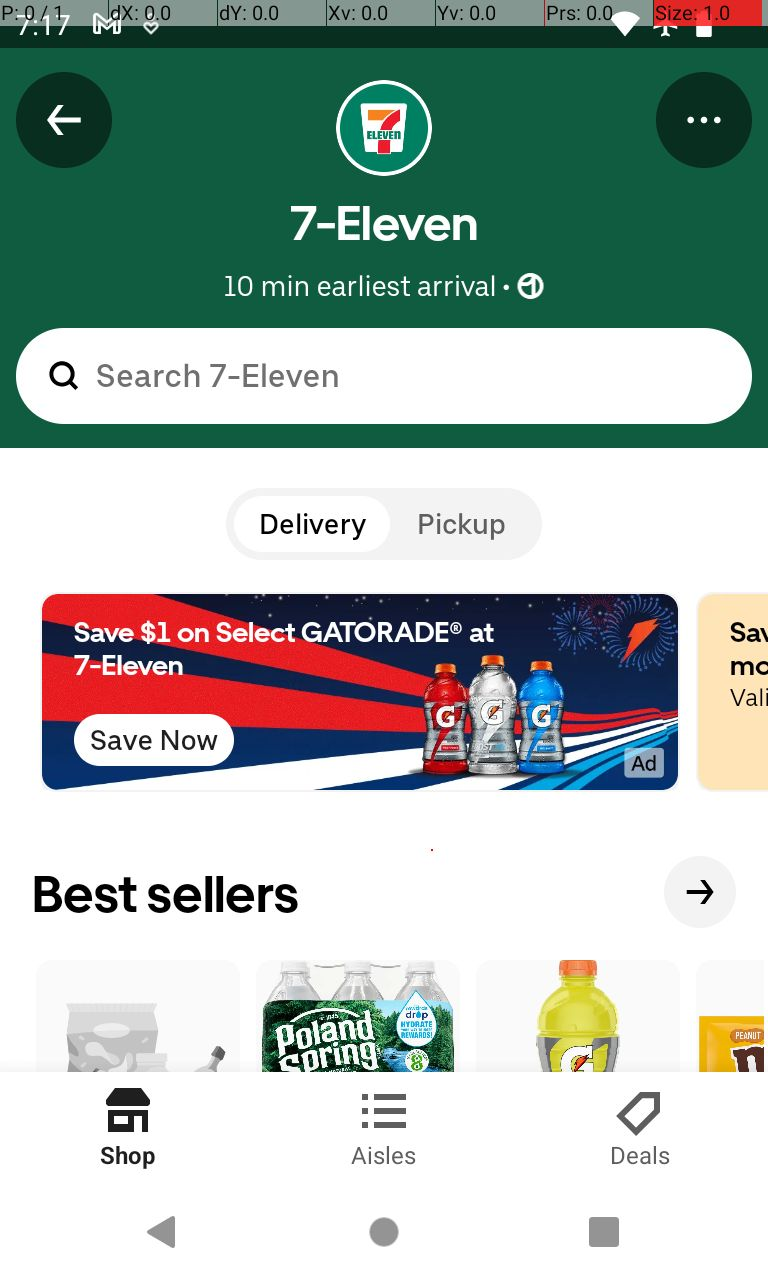 P: 0 / 1 dX: 0.0 dY: 0.0 Xv: 0.0 Yv: 0.0 Prs: 0.0 Size: 1.0
7:17
ELEVEN
7-Eleven
10 min earliest arrival •
Search 7-Eleven
Delivery Pickup
Save $1 on Select GATORADE® at
7-Eleven
Save Now
Ad
Sav
mo
Vali
Best sellers
drop
HYDRATE
REWARDS!
Poland
Spring
G
PEANUT
m
Shop Aisles Deals